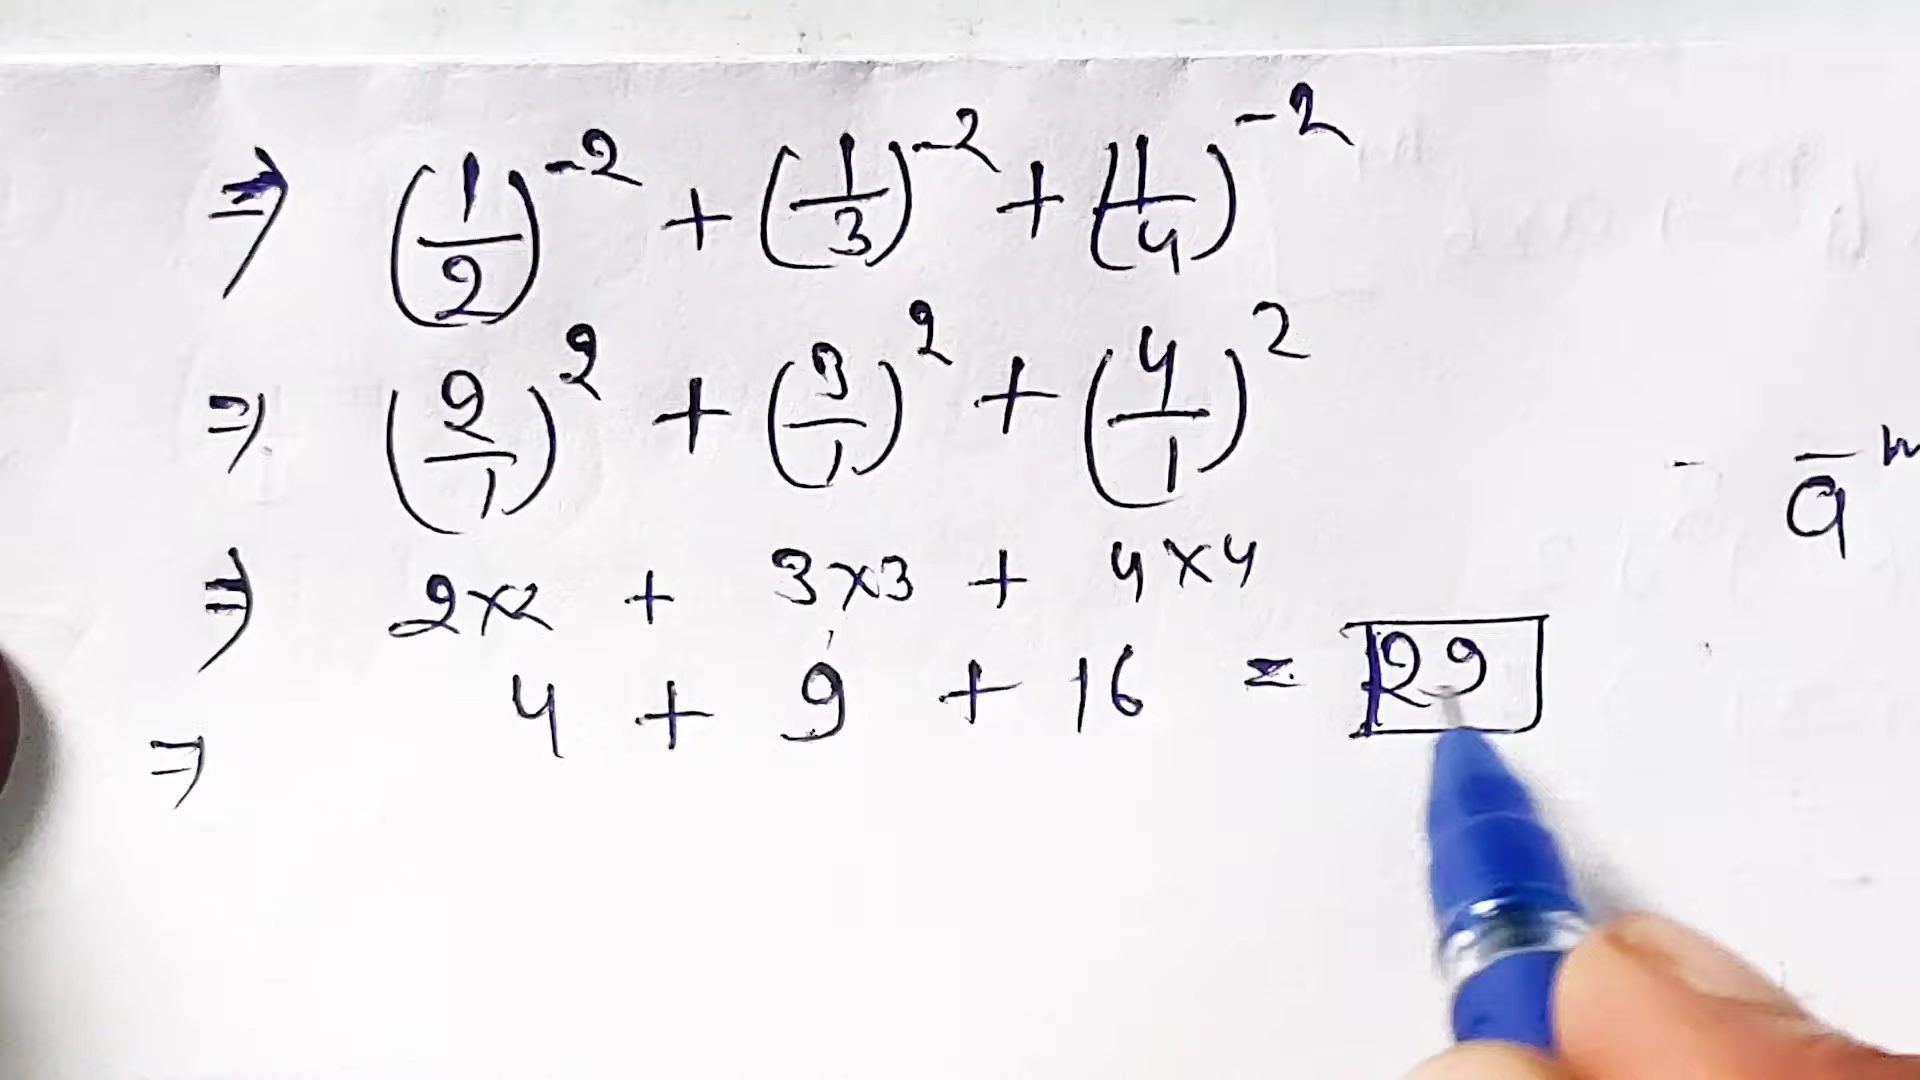 ⇒ (1/2)^-2 + (1/3)^-2 + (1/4)^-2
⇒ (2/1)^2 + (3/1)^2 + (4/1)^2
⇒ 2×2 + 3×3 + 4×4
⇒ 4 + 9 + 16 = 29
a^-m